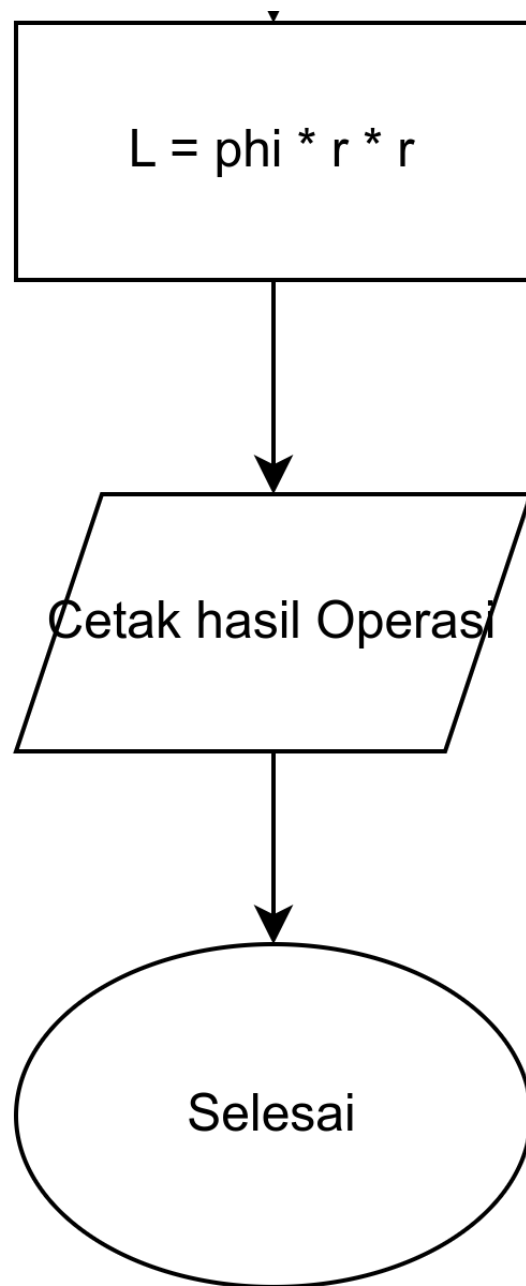 L = phi * r * r
Cetak hasil Operasi
Selesai